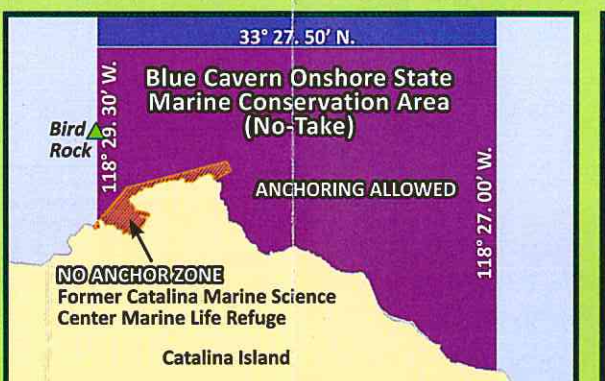 33° 27. 50' N.
Blue Cavern Onshore State
Marine Conservation Area
(No-Take)
118° 29. 30' W.
Bird
Rock
ANCHORING ALLOWED
118° 27. 00' W.
NO ANCHOR ZONE
Former Catalina Marine Science
Center Marine Life Refuge
Catalina Island